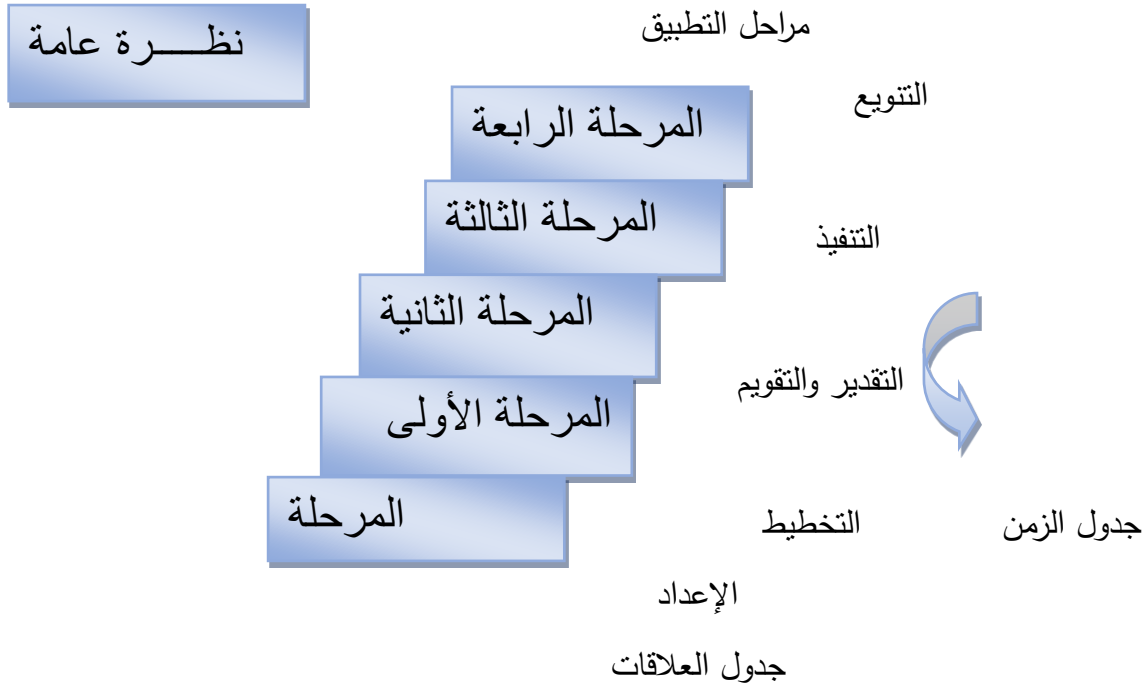 نظـــــرة عامة
مراحل التطبيق
التنويع
المرحلة الرابعة
المرحلة الثالثة
التنفيذ
المرحلة الثانية
التقدير والتقويم
المرحلة الأولى
المرحلة
التخطيط
جدول الزمن
الإعداد
جدول العلاقات